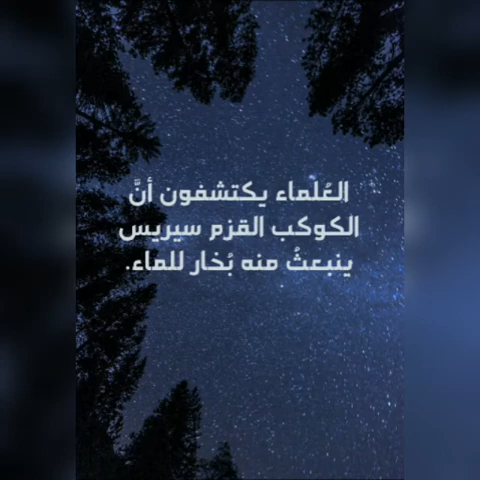 العُلماء يكتشفون أنَّ
الكوكب القزم سيريس
ينبعثُ منه بُخار للماء.